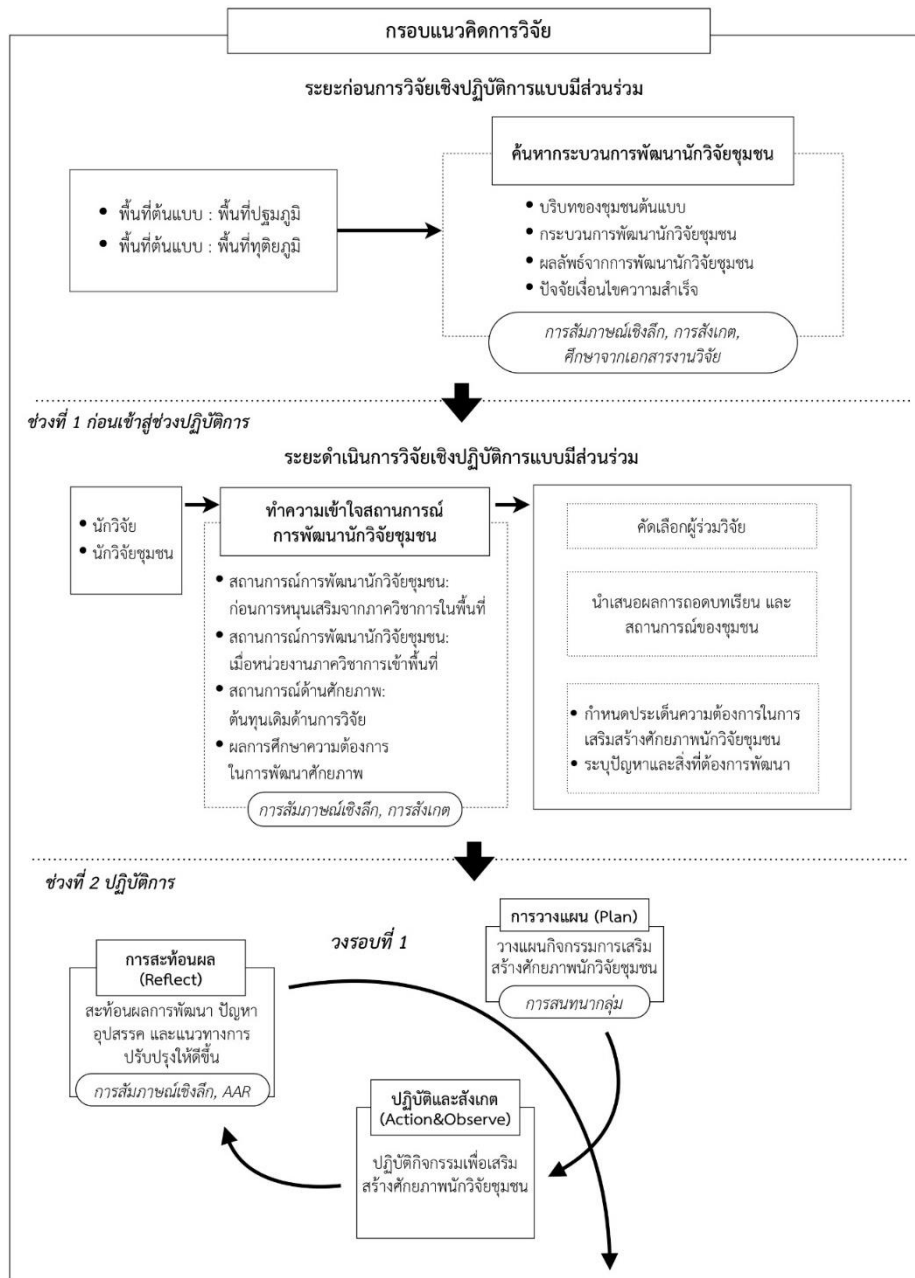 กรอบแนวคิดการวิจัย
ระยะก่อนการวิจัยเชิงปฏิบัติการแบบมีส่วนร่วม
• พื้นที่ต้นแบบ : พื้นที่ปฐมภูมิ
• พื้นที่ต้นแบบ : พื้นที่ทุติยภูมิ
ค้นหากระบวนการพัฒนานักวิจัยชุมชน
• บริบทของชุมชนต้นแบบ
• กระบวนการพัฒนานักวิจัยชุมชน
• ผลลัพธ์จากการพัฒนานักวิจัยชุมชน
• ปัจจัยเงื่อนไขความาสำเร็จ
การสัมภาษณ์เชิงลึก, การสังเกต,
ศึกษาจากเอกสารงานวิจัย
ช่วงที่ 1 ก่อนเข้าสู่ช่วงปฏิบัติการ
ระยะดำเนินการวิจัยเชิงปฏิบัติการแบบมีส่วนร่วม
• นักวิจัย
• นักวิจัยชุมชน
ทำความเข้าใจสถานการณ์
การพัฒนานักวิจัยชุมชน
• สถานการณ์การพัฒนานักวิจัยชุมชน:
ก่อนการหนุนเสริมจากภาควิชาการในพื้นที่
• สถานการณ์การพัฒนานักวิจัยชุมชน:
เมื่อหน่วยงานภาควิชาการเข้าพื้นที่
• สถานการณ์ด้านศักยภาพ:
ต้นทุนเดิมด้านการวิจัย
• ผลการศึกษาความต้องการ
ในการพัฒนาศักยภาพ
การสัมภาษณ์เชิงลึก, การสังเกต
คัดเลือกผู้ร่วมวิจัย
นำเสนอผลการถอดบทเรียน และ
สถานการณ์ของชุมชน
• กำหนดประเด็นความต้องการในการ
เสริมสร้างศักยภาพนักวิจัยชุมชน
• ระบุปัญหาและสิ่งที่ต้องการพัฒนา
ช่วงที่ 2 ปฏิบัติการ
วงรอบที่ 1
การวางแผน (Plan)
วางแผนกิจกรรมการเสริม
สร้างศักยภาพนักวิจัยชุมชน
การสนทนากลุ่ม
การสะท้อนผล
(Reflect)
สะท้อนผลการพัฒนา ปัญหา
อุปสรรค และแนวทางการ
ปรับปรุงให้ดีขึ้น
การสัมภาษณ์เชิงลึก, AAR
ปฏิบัติและสังเกต
(Action&Observe)
ปฏิบัติกิจกรรมเพื่อเสริม
สร้างศักยภาพนักวิจัยชุมชน